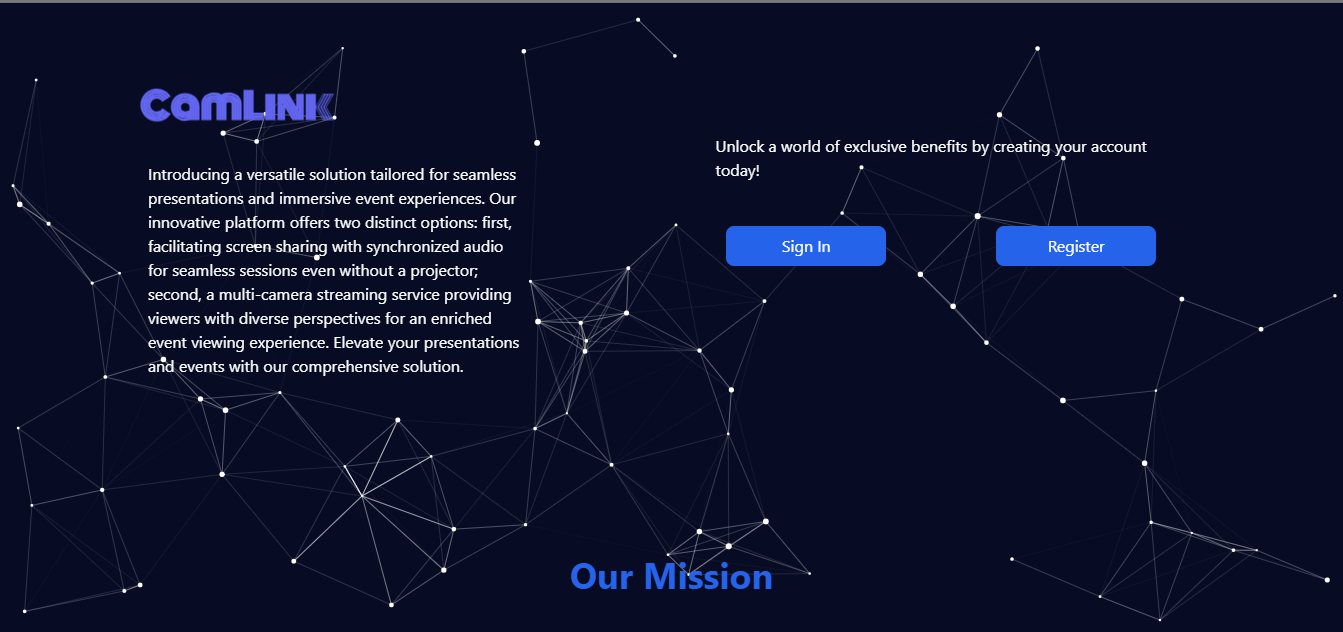 CamLink
Introducing a versatile solution tailored for seamless
presentations and immersive event experiences. Our
innovative platform offers two distinct options: first,
facilitating screen sharing with synchronized audio
for seamless sessions even without a projector;
second, a multi-camera streaming service providing
viewers with diverse perspectives for an enriched
event viewing experience. Elevate your presentations
and events with our comprehensive solution.
Unlock a world of exclusive benefits by creating your account
today!
Sign In
Register
Our Mission